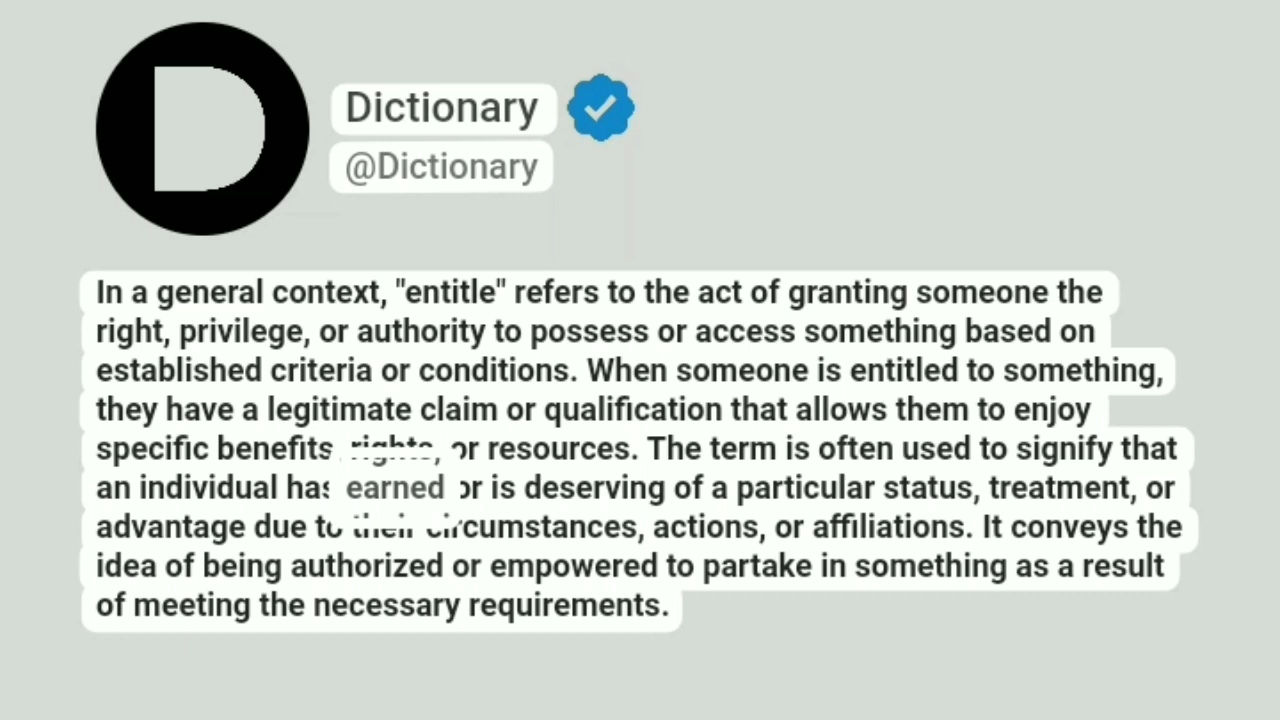 D
Dictionary
@Dictionary
In a general context, "entitle" refers to the act of granting someone the
right, privilege, or authority to possess or access something based on
established criteria or conditions. When someone is entitled to something,
they have a legitimate claim or qualification that allows them to enjoy
specific benefits, rights, or resources. The term is often used to signify that
an individual has earned or is deserving of a particular status, treatment, or
advantage due to their circumstances, actions, or affiliations. It conveys the
idea of being authorized or empowered to partake in something as a result
of meeting the necessary requirements.